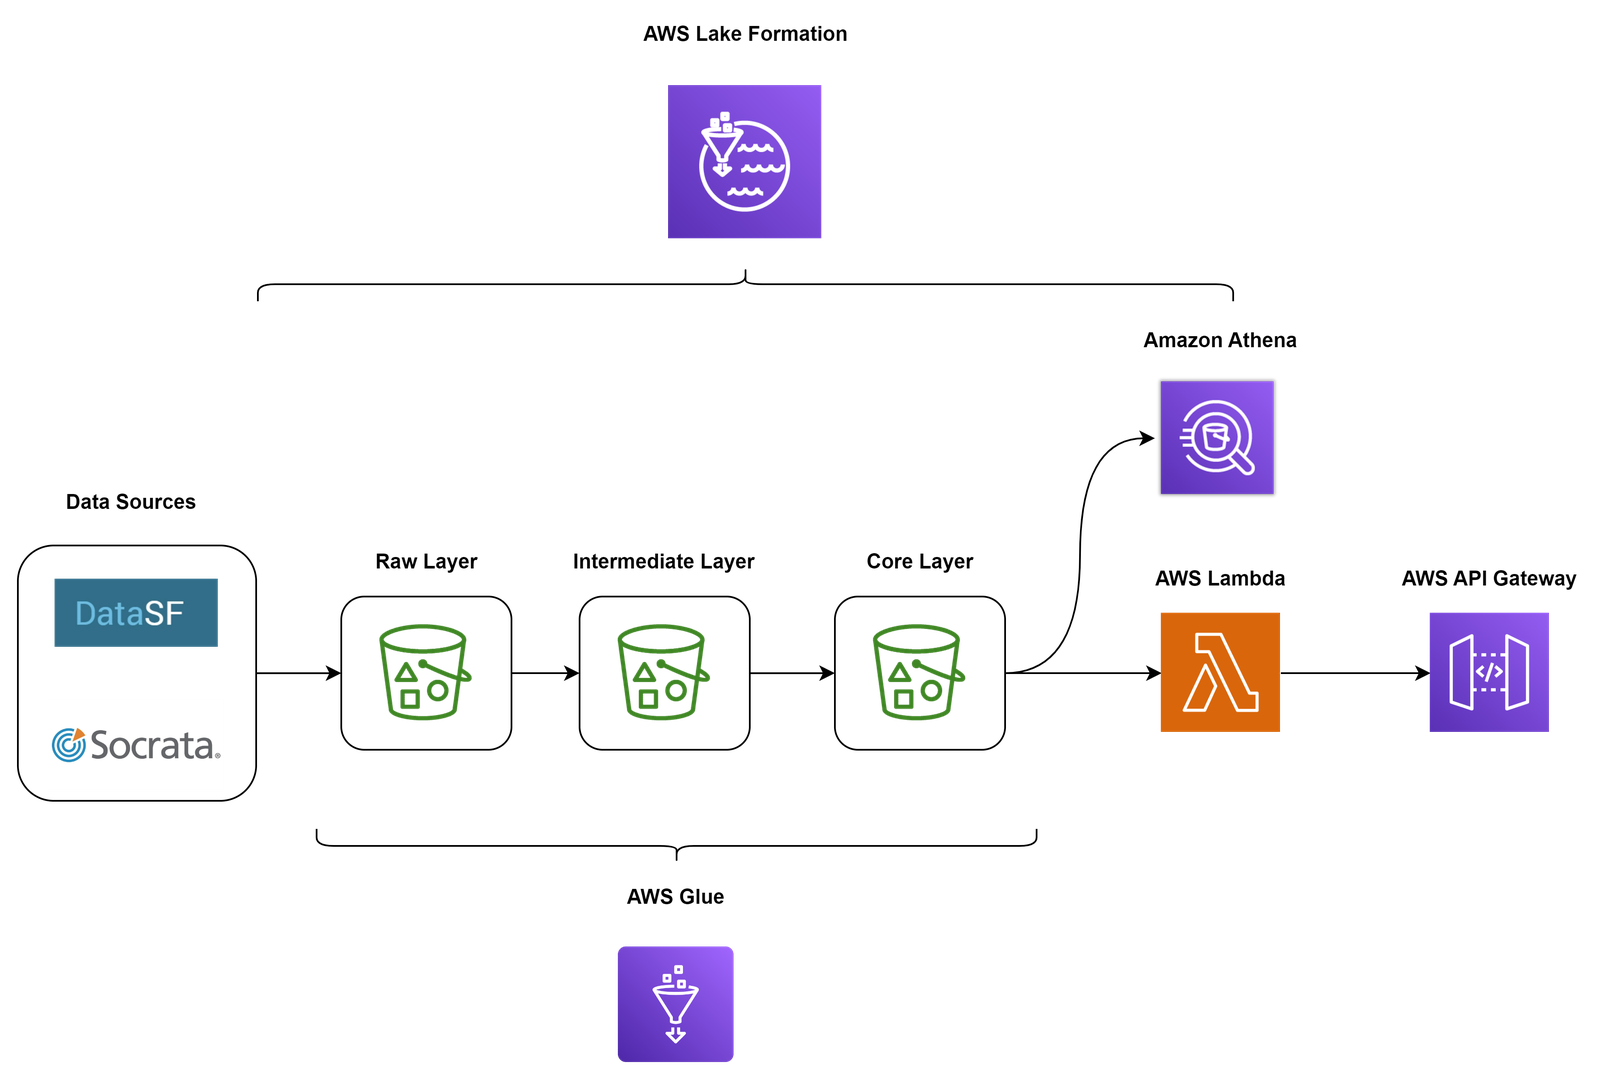 AWS Lake Formation
Amazon Athena
Data Sources
DataSF
Socrata®
Raw Layer
Intermediate Layer
Core Layer
AWS Lambda
AWS API Gateway
</>
AWS Glue